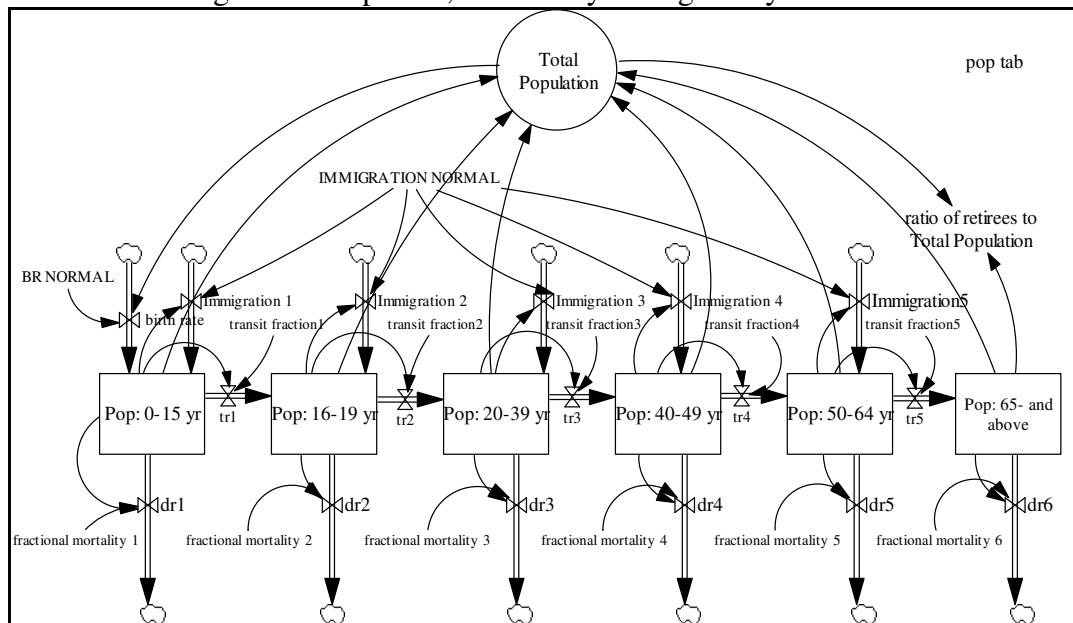 Total
Population
pop tab
IMMIGRATION NORMAL
ratio of retirees to
Total Population
BR NORMAL
birth rate
Immigration 1
Immigration 2
Immigration 3
Immigration 4
Immigration5
transit fraction1
transit fraction2
transit fraction3
transit fraction4
transit fraction5
Pop: 0-15 yr
tr1
Pop: 16-19 yr
tr2
Pop: 20-39 yr
tr3
Pop: 40-49 yr
tr4
Pop: 50-64 yr
tr5
Pop: 65- and
above
dr1
dr2
dr3
dr4
dr5
dr6
fractional mortality 1
fractional mortality 2
fractional mortality 3
fractional mortality 4
fractional mortality 5
fractional mortality 6